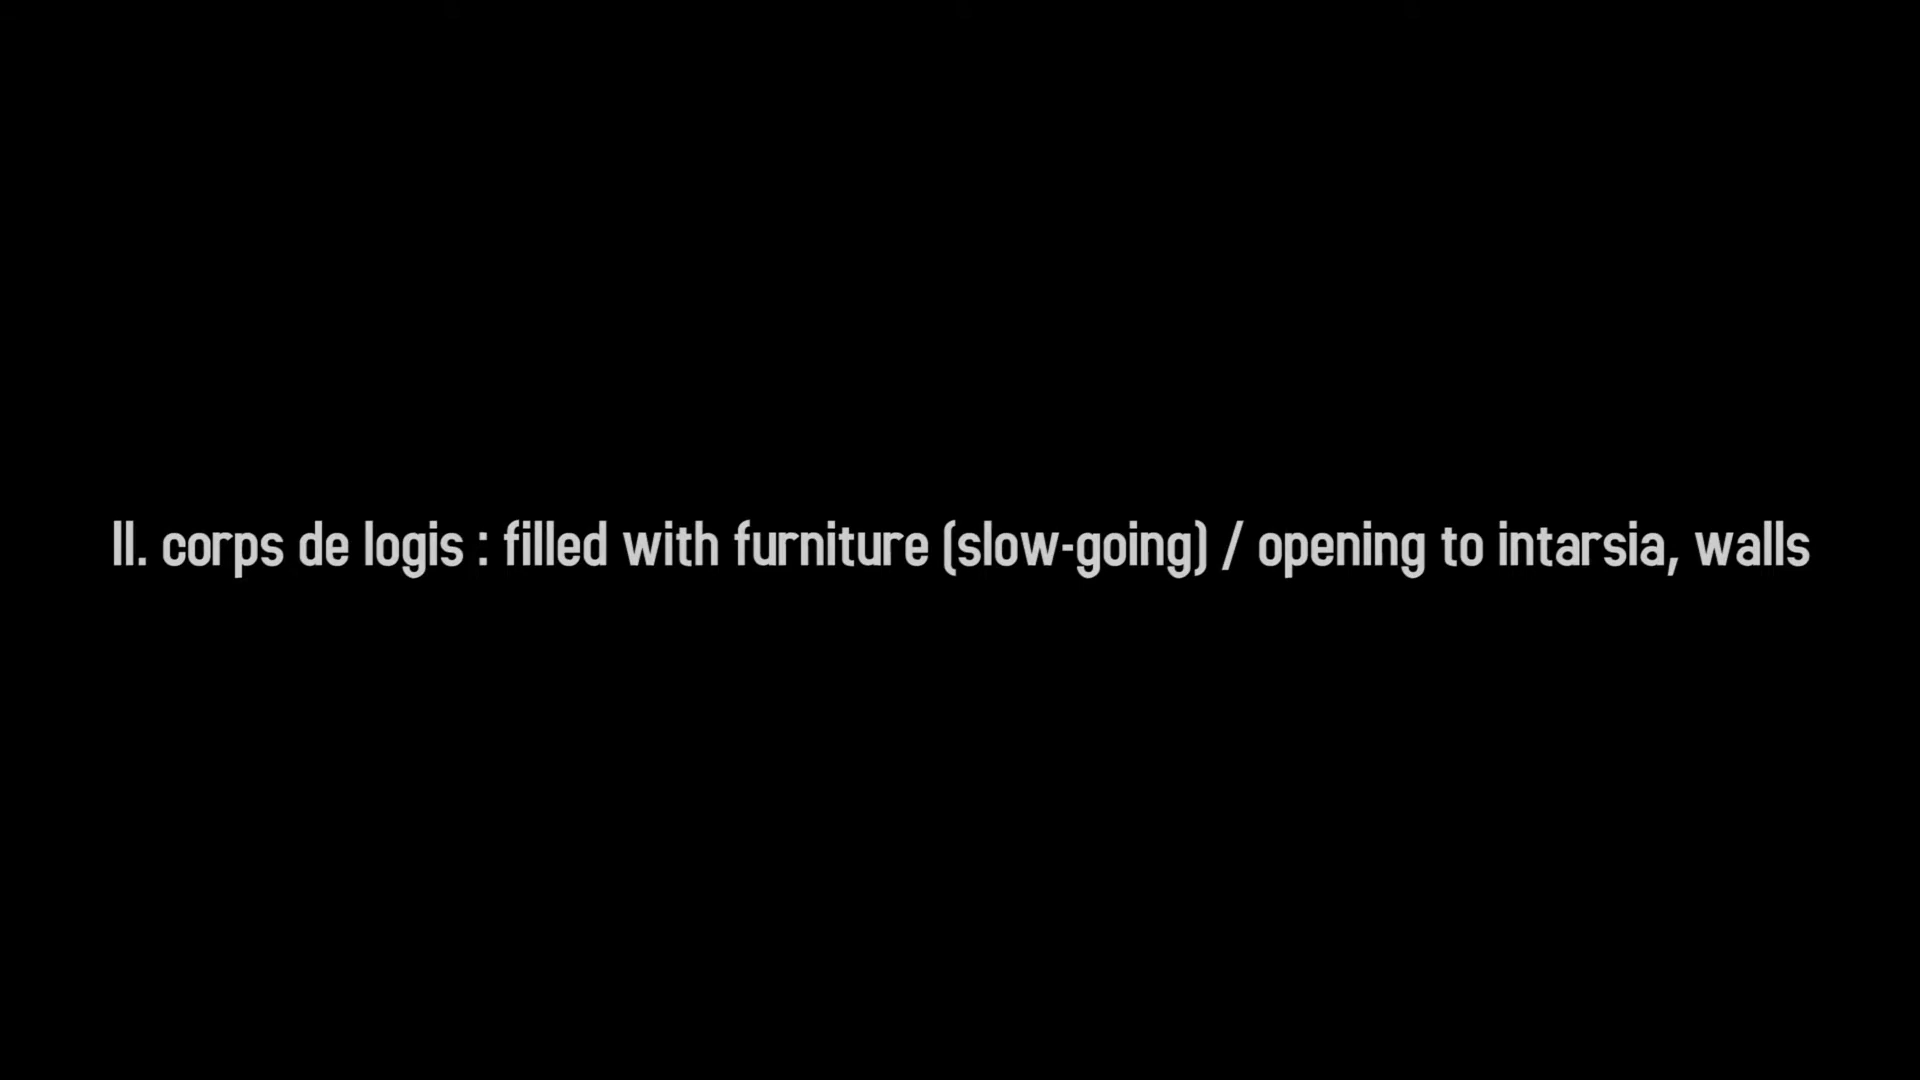 II. corps de logis : filled with furniture (slow-going) / opening to intarsia, walls